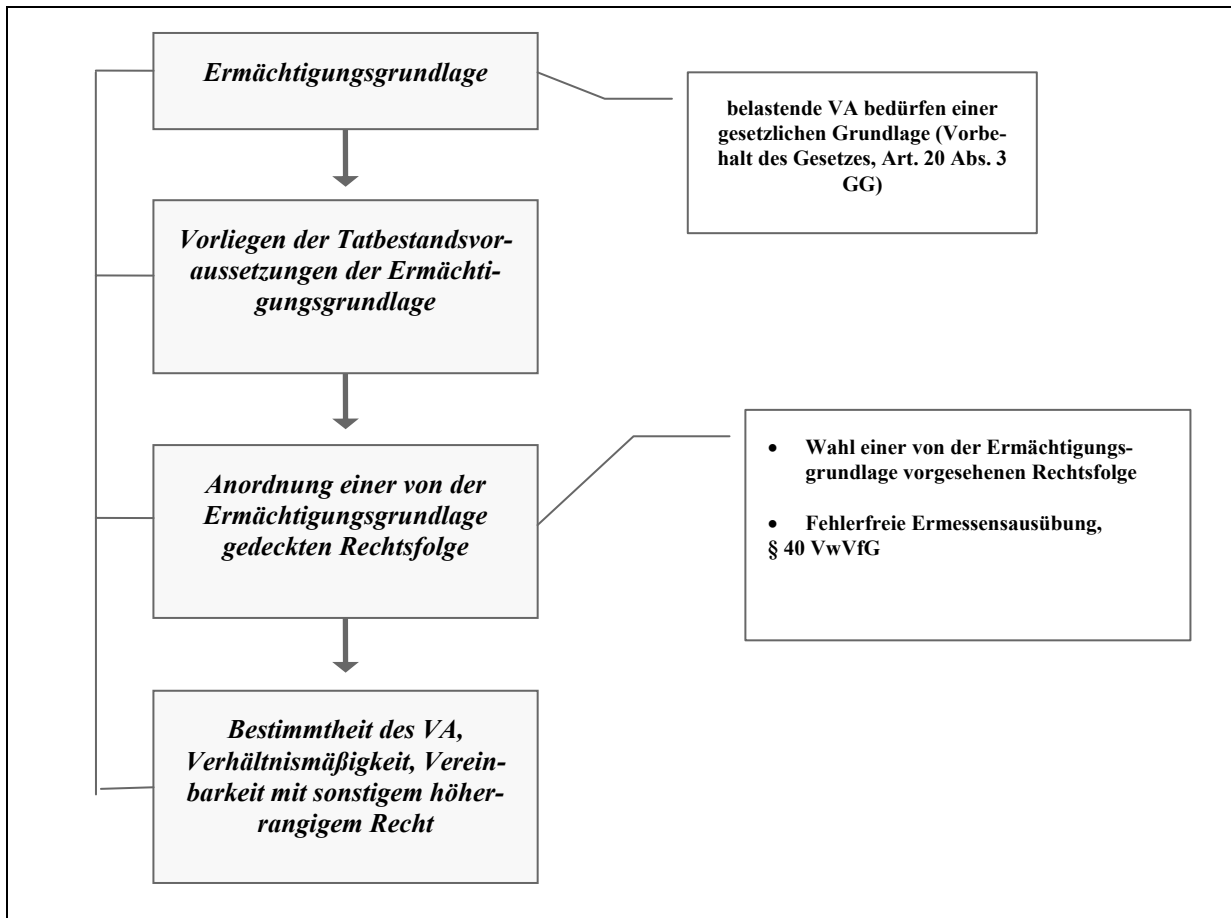 Ermächtigungsgrundlage
belastende VA bedürfen einer
gesetzlichen Grundlage (Vorbe-
halt des Gesetzes, Art. 20 Abs. 3
GG)
Vorliegen der Tatbestandsvor-
aussetzungen der Ermächti-
gungsgrundlage
Anordnung einer von der
Ermächtigungsgrundlage
gedeckten Rechtsfolge
• Wahl einer von der Ermächtigungs-
grundlage vorgesehenen Rechtsfolge
• Fehlerfreie Ermessensausübung,
§ 40 VwVfG
Bestimmtheit des VA,
Verhältnismäßigkeit, Verein-
barkeit mit sonstigem höher-
rangigem Recht